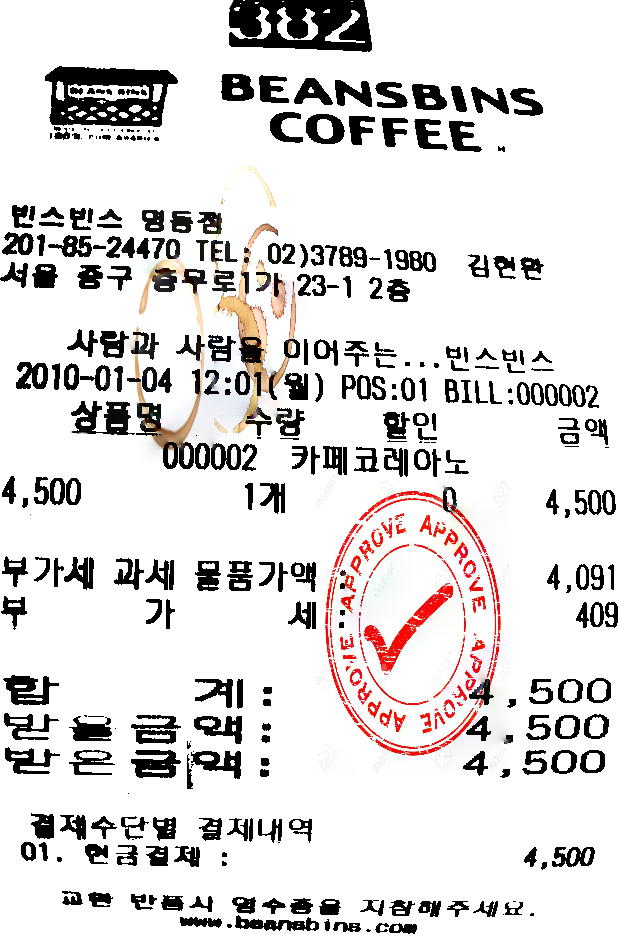 382
BEANS BINS
BEANSBINS
COFFEE
빈스빈스 명동점
201-85-24470 TEL: 02)3789-1980 김현완
서울 중구 충무로1가 23-1 2층
사람과 사람을 이어주는...빈스빈스
2010-01-04 12:01(월) POS:01 BILL:000002
상품명 수량 할인 금액
000002 카페코레아노
4,500 1개 0 4,500
부가세 과세 물품가액 : 4,091
부 가 세 : 409
합 계 : 4,500
받을금액 : 4,500
받은금액 : 4,500
결제수단별 결제내역
01. 현금결제 : 4,500
교환 반품시 영수증을 지참해주세요.
www.beansbins.com
APPROVE APPROVE APPROVE APPROVE